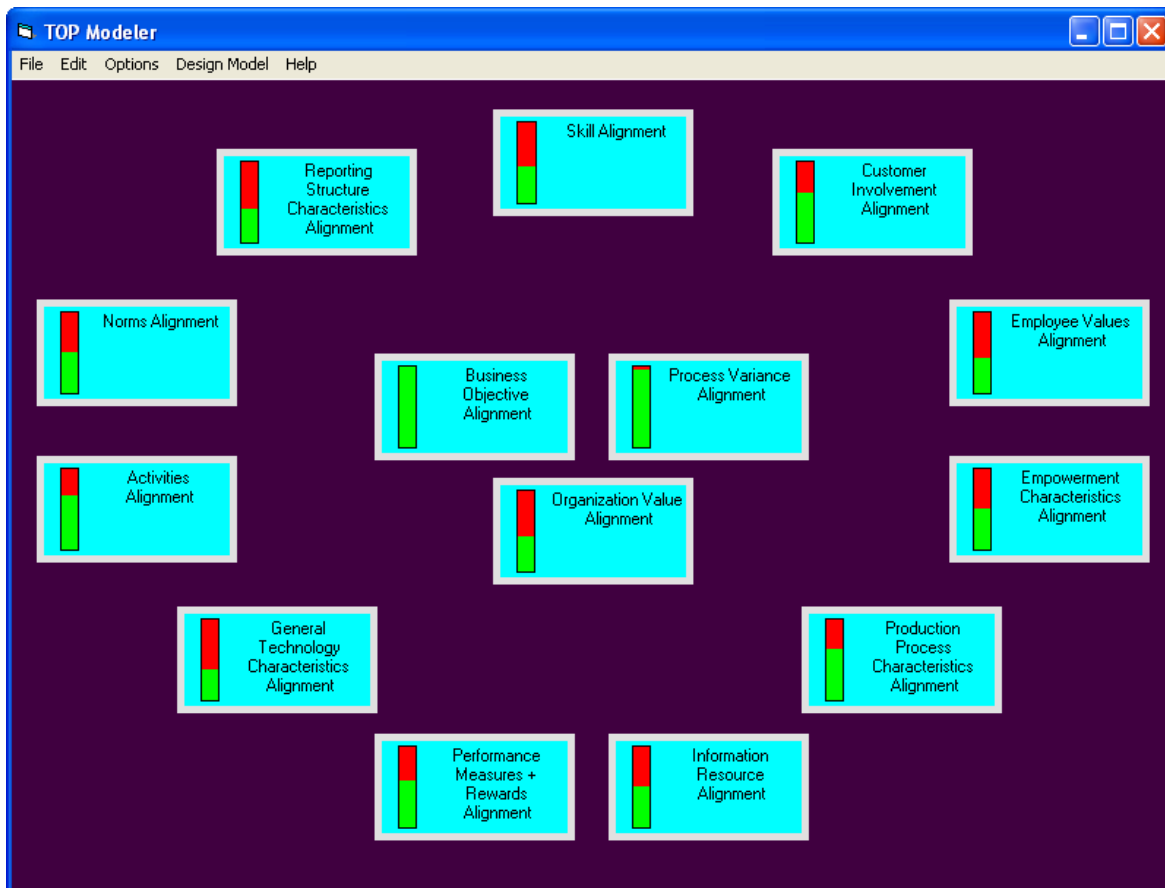 TOP Modeler
File Edit Options Design Model Help
Skill Alignment
Reporting
Structure
Characteristics
Alignment
Customer
Involvement
Alignment
Norms Alignment
Employee Values
Alignment
Business
Objective
Alignment
Process Variance
Alignment
Activities
Alignment
Organization Value
Alignment
Empowerment
Characteristics
Alignment
General
Technology
Characteristics
Alignment
Production
Process
Characteristics
Alignment
Performance
Measures +
Rewards
Alignment
Information
Resource
Alignment